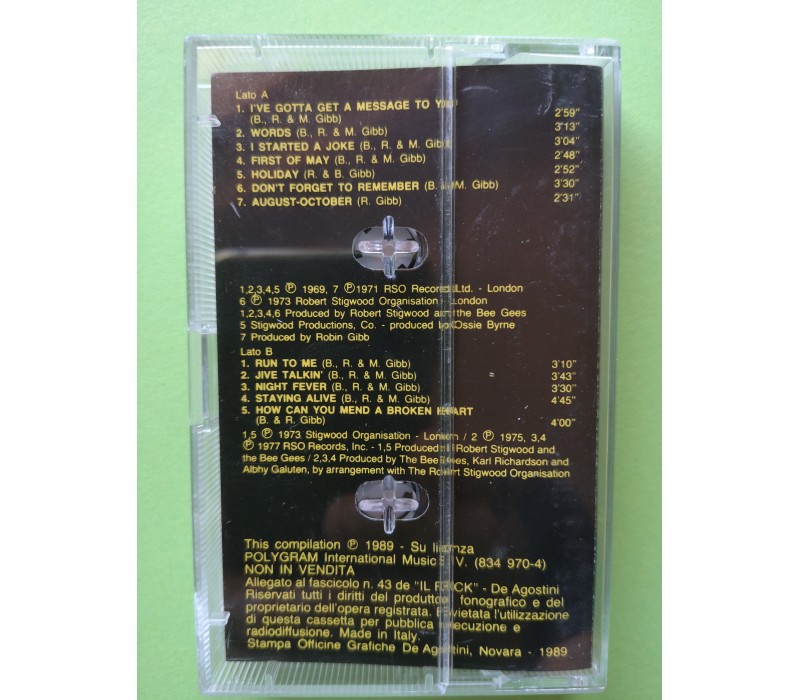 Lato A
1. I'VE GOTTA GET A MESSAGE TO YOU 2'59"
(B., R. & M. Gibb)
2. WORDS (B., R. & M. Gibb) 3'13"
3. I STARTED A JOKE (B., R. & M. Gibb) 3'04"
4. FIRST OF MAY (B., R. & M. Gibb) 2'48"
5. HOLIDAY (R. & B. Gibb) 2'52"
6. DON'T FORGET TO REMEMBER (B. & M. Gibb) 3'30"
7. AUGUST-OCTOBER (R. Gibb) 2'31"
1,2,3,4,5 ℗ 1969, 7 ℗ 1971 RSO Records Ltd. - London
6 ℗ 1973 Robert Stigwood Organisation - London
1,2,3,4,6 Produced by Robert Stigwood and the Bee Gees
5 Stigwood Productions, Co. - produced by Ossie Byrne
7 Produced by Robin Gibb
Lato B
1. RUN TO ME (B., R. & M. Gibb) 3'10"
2. JIVE TALKIN' (B., R. & M. Gibb) 3'43"
3. NIGHT FEVER (B., R. & M. Gibb) 3'30"
4. STAYING ALIVE (B., R. & M. Gibb) 4'45"
5. HOW CAN YOU MEND A BROKEN HEART
(B. & R. Gibb) 4'00"
1,5 ℗ 1973 Stigwood Organisation - London / 2 ℗ 1975, 3,4
℗ 1977 RSO Records, Inc. - 1,5 Produced by Robert Stigwood and
the Bee Gees / 2,3,4 Produced by The Bee Gees, Karl Richardson and
Albhy Galuten, by arrangement with The Robert Stigwood Organisation
This compilation ℗ 1989 - Su licenza
POLYGRAM International Music B.V. (834 970-4)
NON IN VENDITA
Allegato al fascicolo n. 43 de "IL ROCK" - De Agostini
Riservati tutti i diritti del produttore fonografico e del
proprietario dell'opera registrata. È vietata l'utilizzazione
di questa cassetta per pubblica esecuzione e
radiodiffusione. Made in Italy.
Stampa Officine Grafiche De Agostini, Novara - 1989